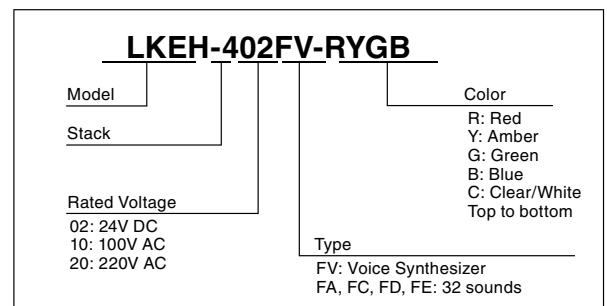 LKEH-402FV-RYGB
Model
Stack
Rated Voltage
02: 24V DC
10: 100V AC
20: 220V AC
Type
FV: Voice Synthesizer
FA, FC, FD, FE: 32 sounds
Color
R: Red
Y: Amber
G: Green
B: Blue
C: Clear/White
Top to bottom